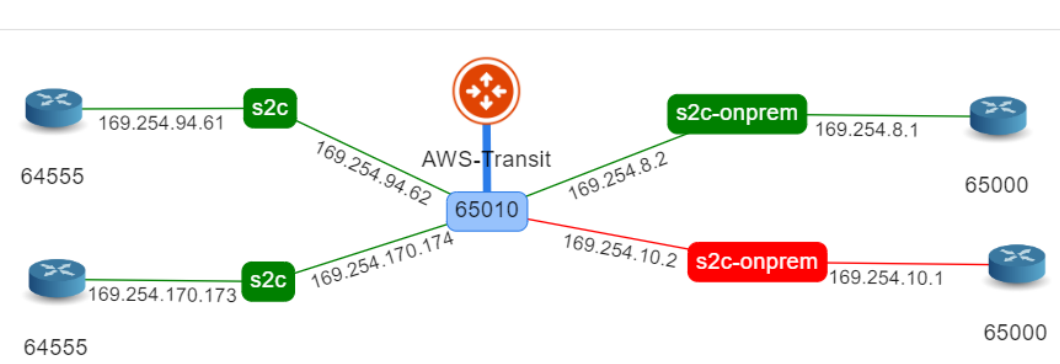 s2c
s2c-onprem
169.254.94.61
169.254.8.1
AWS-Transit
169.254.94.62
169.254.8.2
64555
65000
65010
169.254.170.174
169.254.10.2
s2c-onprem
s2c
169.254.170.173
169.254.10.1
64555
65000